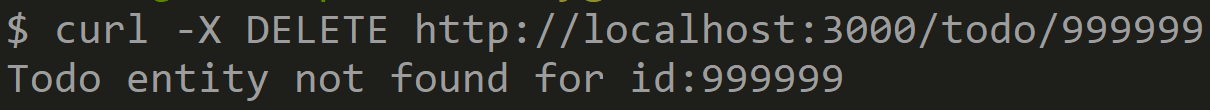 $ curl -X DELETE http://localhost:3000/todo/999999
Todo entity not found for id:999999